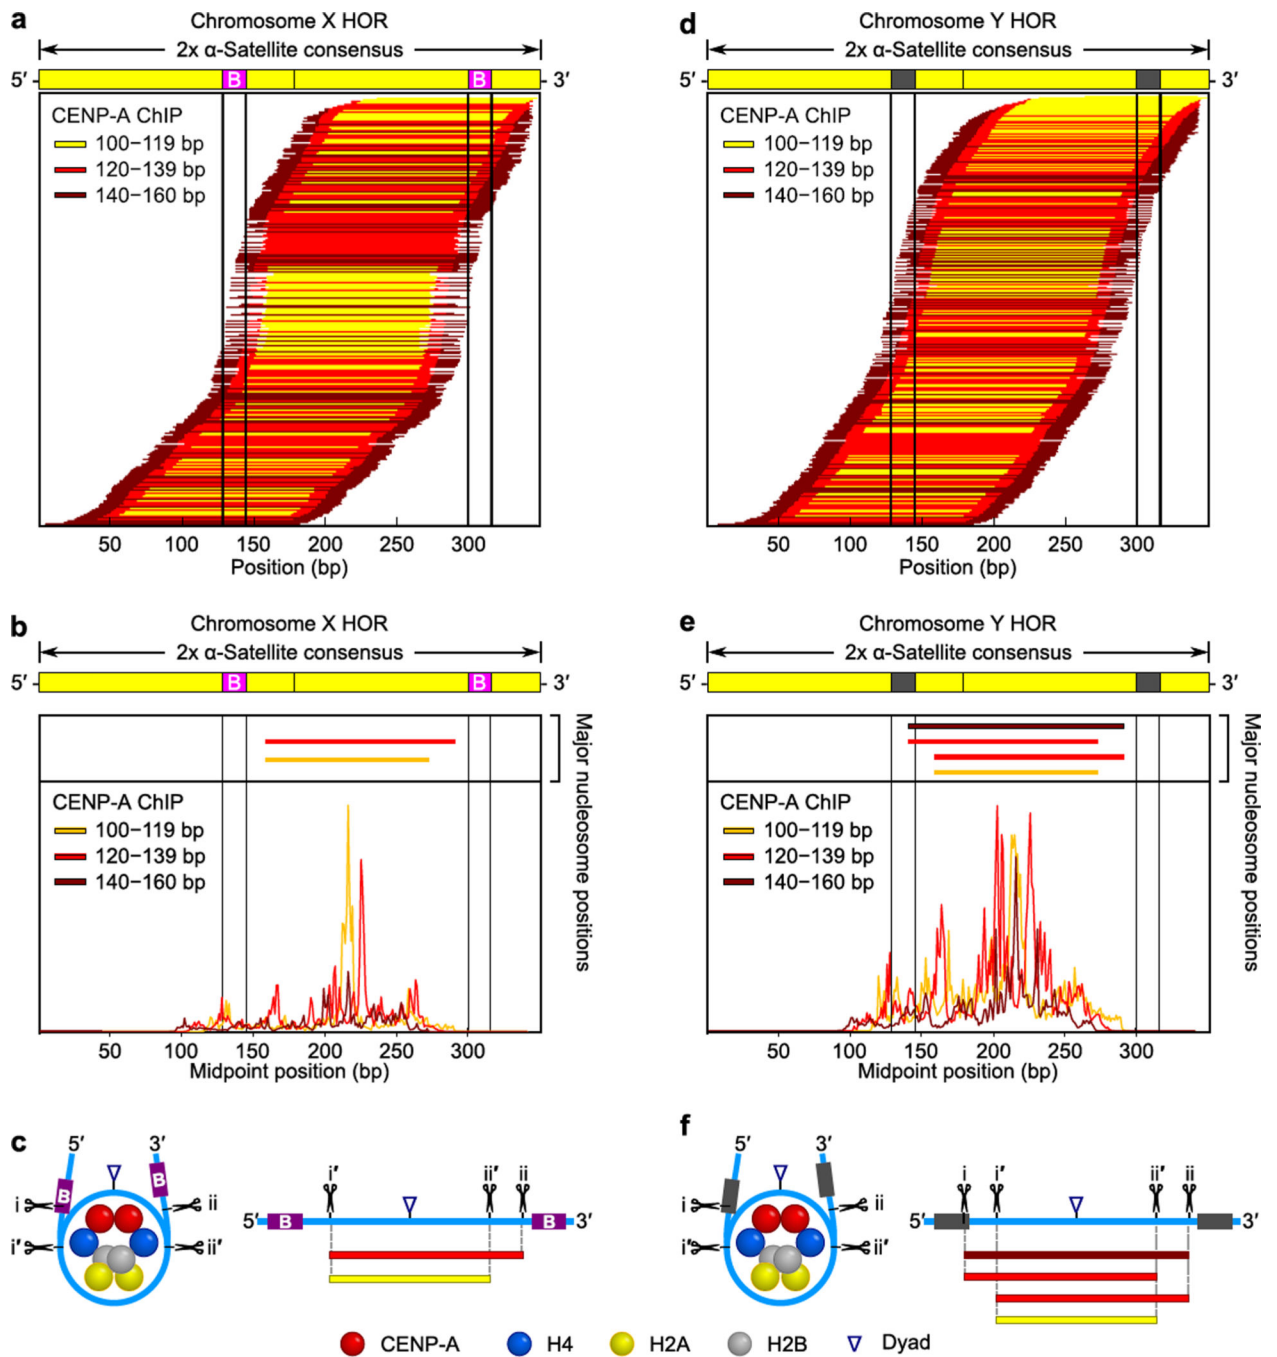 a
Chromosome X HOR
2x α-Satellite consensus
5′
B
B
3′
CENP-A ChIP
100–119 bp
120–139 bp
140–160 bp
50 100 150 200 250 300
Position (bp)
d
Chromosome Y HOR
2x α-Satellite consensus
5′
3′
CENP-A ChIP
100–119 bp
120–139 bp
140–160 bp
50 100 150 200 250 300
Position (bp)
b
Chromosome X HOR
2x α-Satellite consensus
5′
B
B
3′
Major nucleosome positions
CENP-A ChIP
100–119 bp
120–139 bp
140–160 bp
50 100 150 200 250 300
Midpoint position (bp)
e
Chromosome Y HOR
2x α-Satellite consensus
5′
3′
Major nucleosome positions
CENP-A ChIP
100–119 bp
120–139 bp
140–160 bp
50 100 150 200 250 300
Midpoint position (bp)
c
5′ 3′
B B
i ii
i′ ii′
i′ ii′ ii
5′ B B 3′
f
5′ 3′
i ii
i′ ii′
i i′ ii′ ii
5′ 3′
CENP-A H4 H2A H2B Dyad